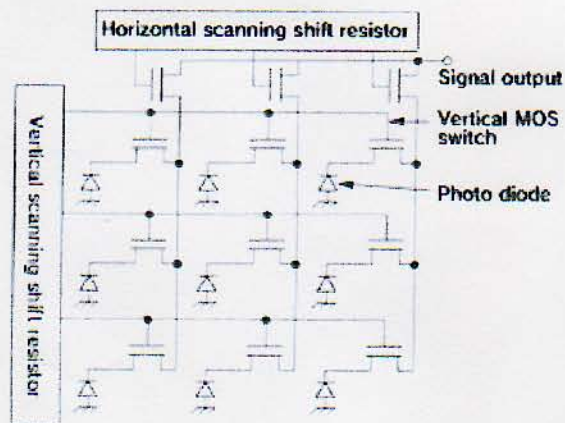 Horizontal scanning shift resistor
Signal output
Vertical MOS
switch
Photo diode
Vertical scanning shift resistor